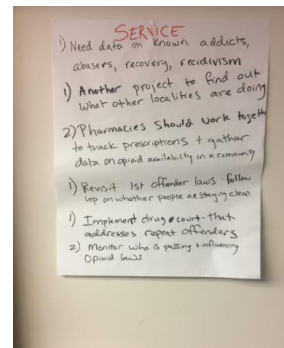 SERVICE
1) Need data on known addicts,
abusers, recovery, recidivism
1) Another project to find out
what other localities are doing
2) Pharmacies should work togeth
to track prescriptions + gather
data on opioid availability in a community
1) Revisit 1st offender laws - follow
up on whether people are staying clean
1) Implement drug court - that
addresses repeat offenders
2) Monitor who is passing + influencing
opioid laws